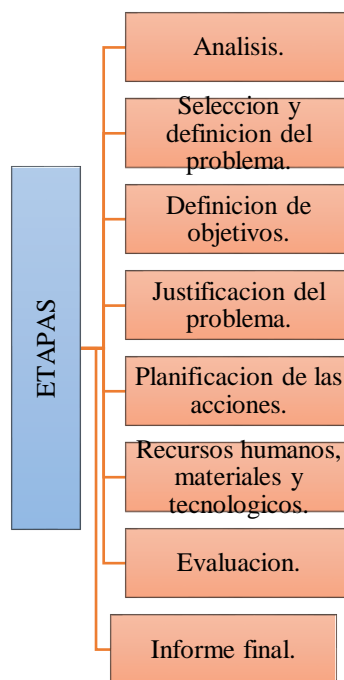 ETAPAS
Analisis.
Seleccion y
definicion del
problema.
Definicion de
objetivos.
Justificacion del
problema.
Planificacion de las
acciones.
Recursos humanos,
materiales y
tecnologicos.
Evaluacion.
Informe final.